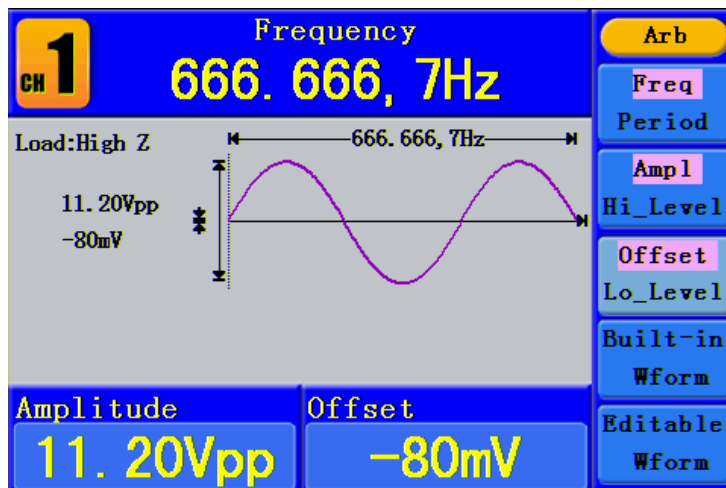 CH 1
Frequency
666.666,7Hz
Load:High Z
666.666,7Hz
11.20Vpp
-80mV
Amplitude
11.20Vpp
Offset
-80mV
Arb
Freq
Period
Ampl
Hi_Level
Offset
Lo_Level
Built-in
Wform
Editable
Wform